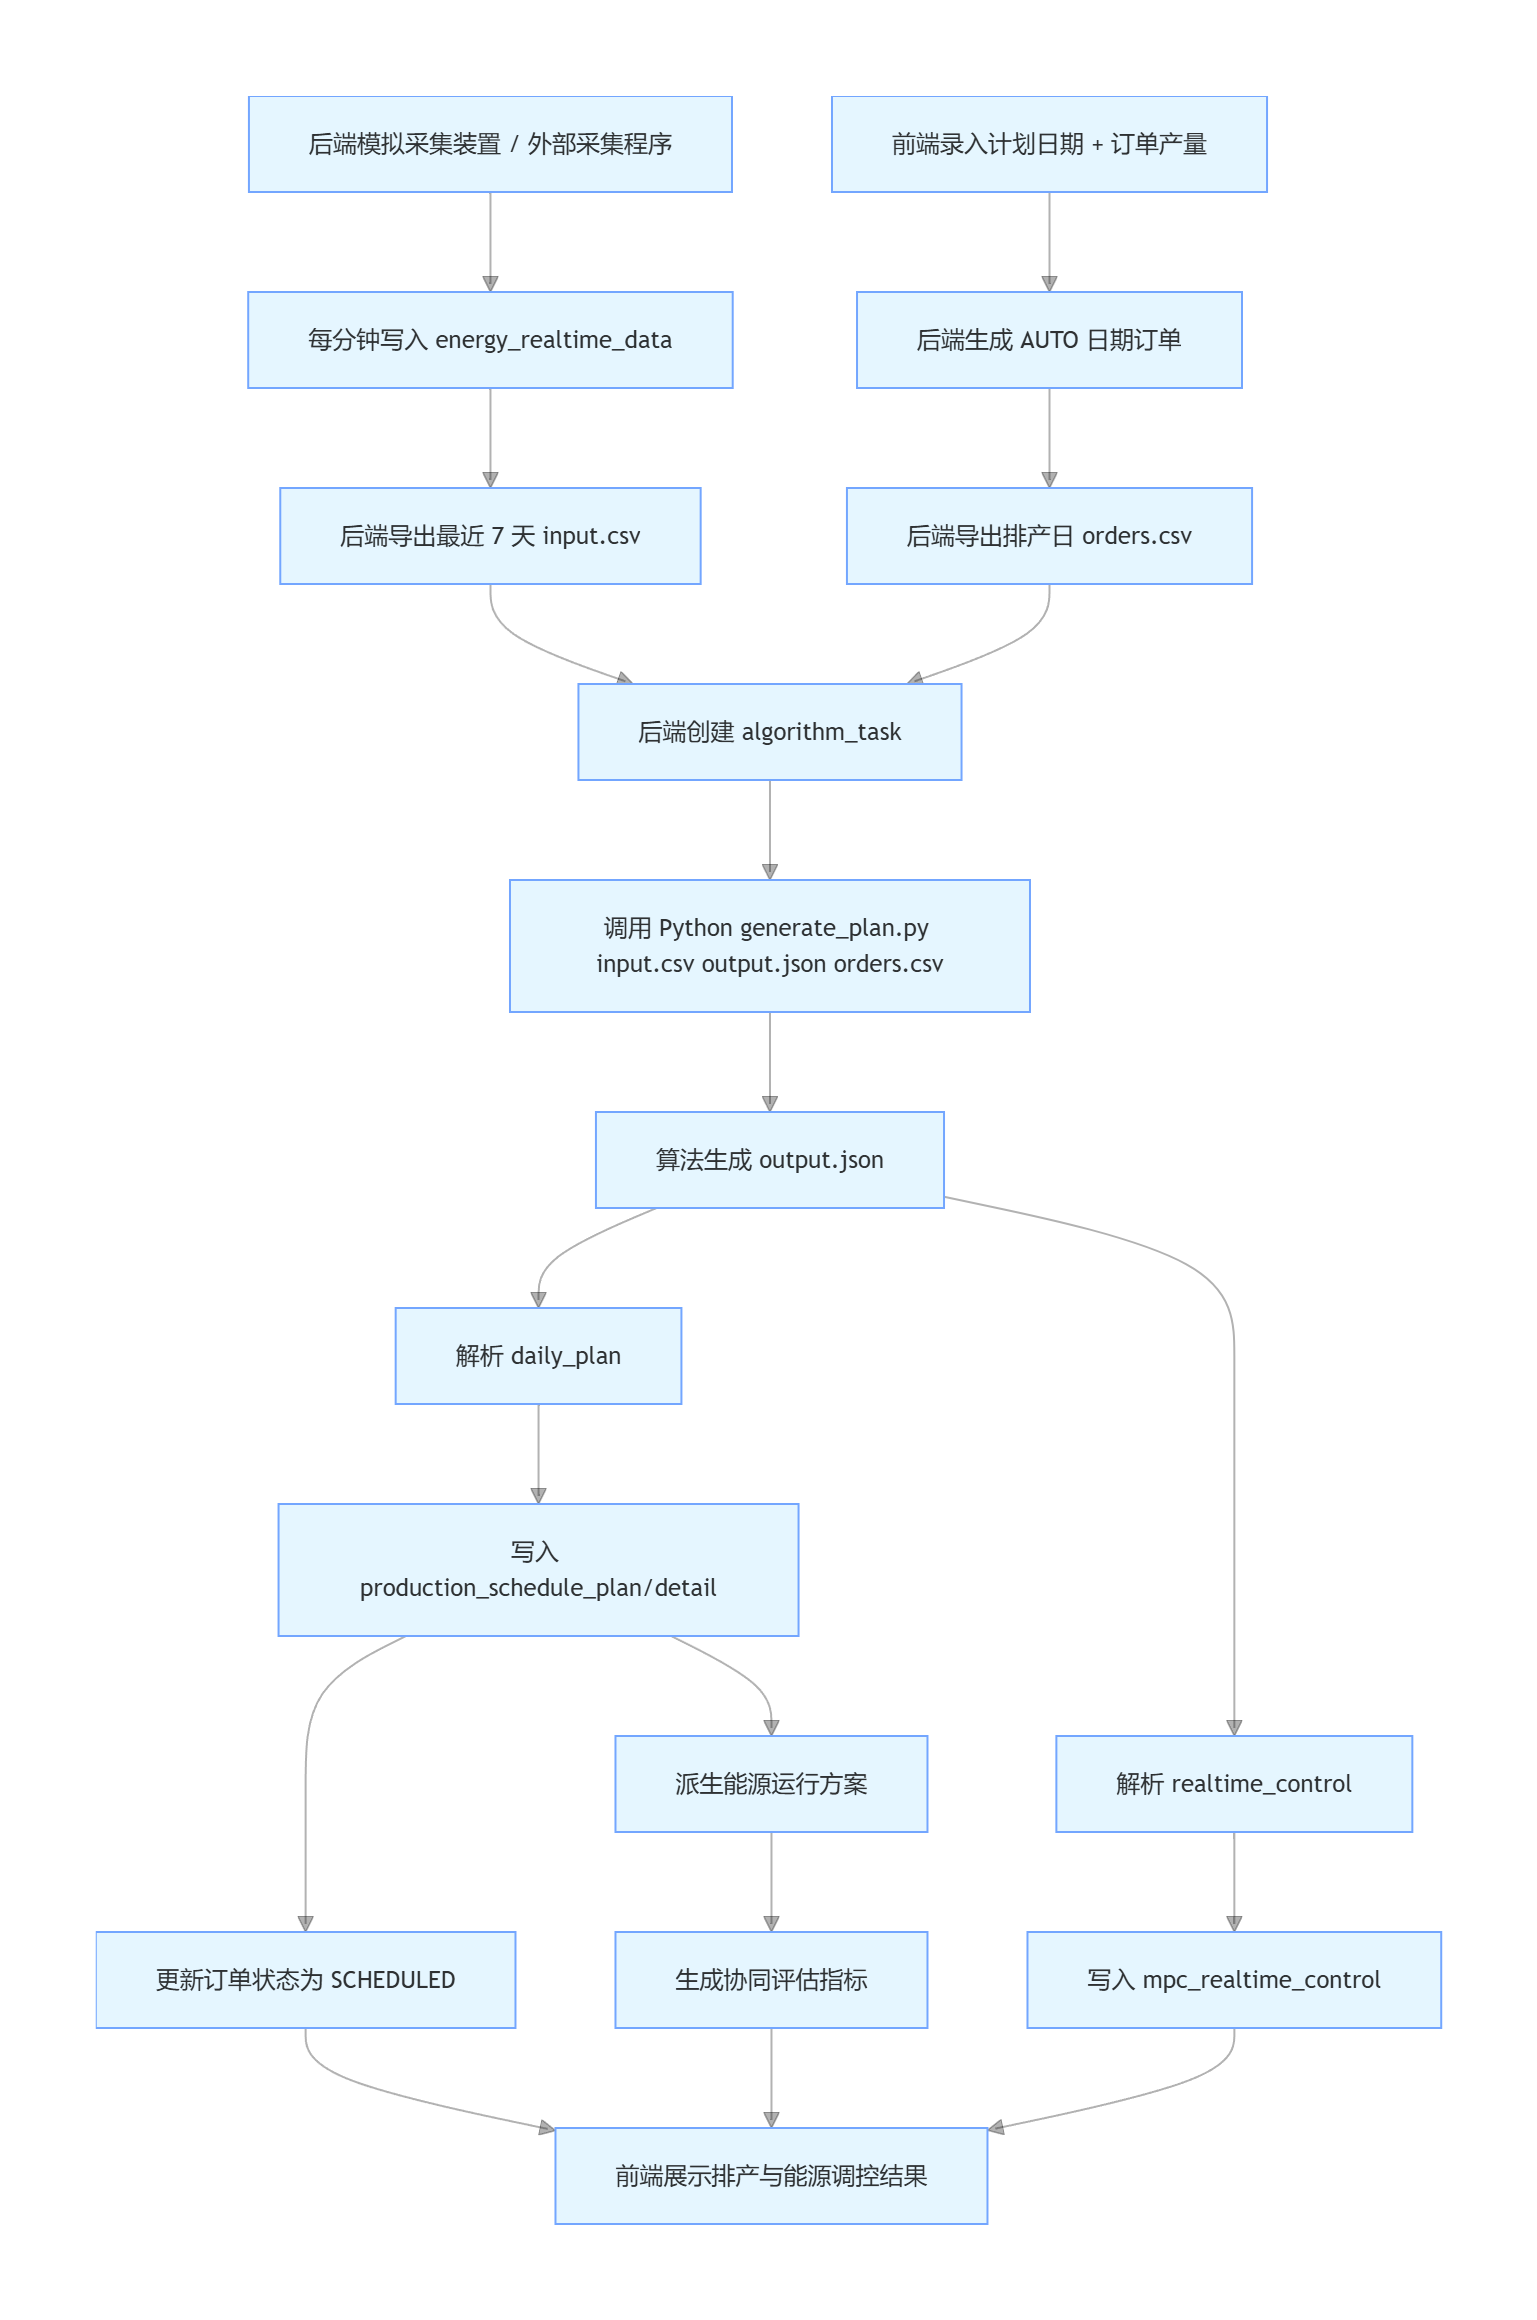 后端模拟采集装置 / 外部采集程序
前端录入计划日期 + 订单产量
每分钟写入 energy_realtime_data
后端生成 AUTO 日期订单
后端导出最近 7 天 input.csv
后端导出排产日 orders.csv
后端创建 algorithm_task
调用 Python generate_plan.py
input.csv output.json orders.csv
算法生成 output.json
解析 daily_plan
写入
production_schedule_plan/detail
派生能源运行方案
解析 realtime_control
更新订单状态为 SCHEDULED
生成协同评估指标
写入 mpc_realtime_control
前端展示排产与能源调控结果